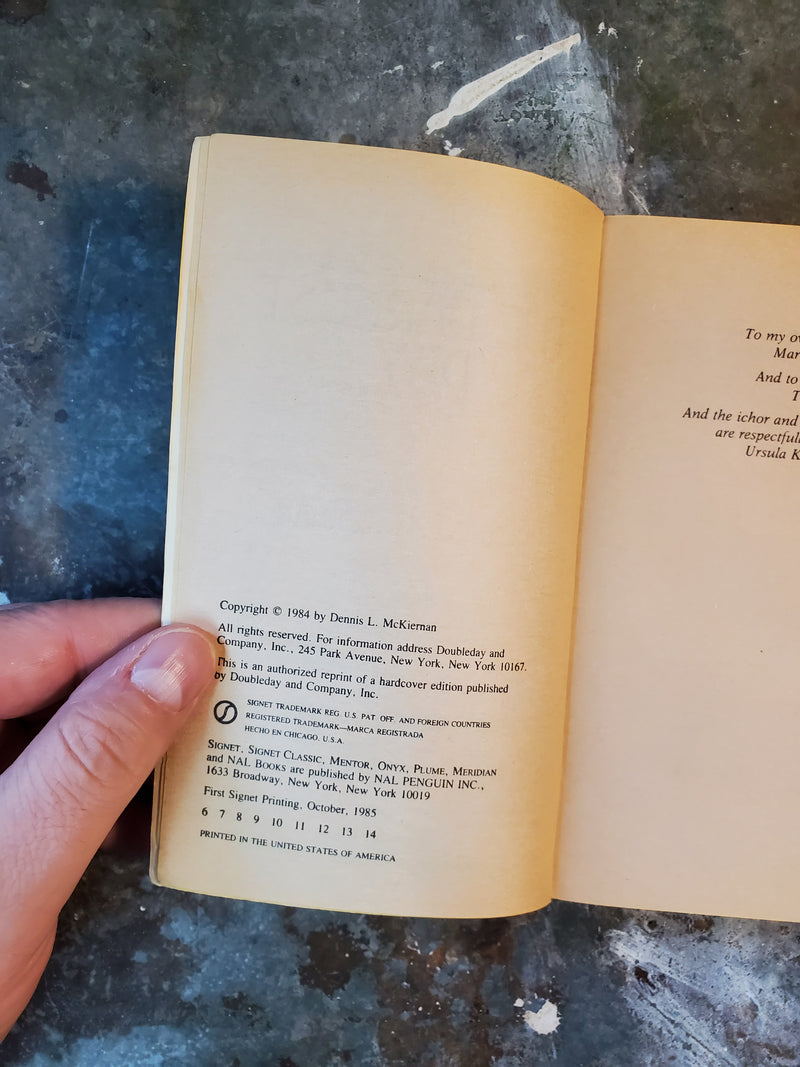 Copyright © 1984 by Dennis L. McKiernan
All rights reserved. For information address Doubleday and
Company, Inc., 245 Park Avenue, New York, New York 10167.
This is an authorized reprint of a hardcover edition published
by Doubleday and Company, Inc.
SIGNET TRADEMARK REG. U.S. PAT. OFF. AND FOREIGN COUNTRIES
REGISTERED TRADEMARK—MARCA REGISTRADA
HECHO EN CHICAGO, U.S.A.
SIGNET, SIGNET CLASSIC, MENTOR, ONYX, PLUME, MERIDIAN
and NAL BOOKS are published by NAL PENGUIN INC.,
1633 Broadway, New York, New York 10019
First Signet Printing, October, 1985
6 7 8 9 10 11 12 13 14
PRINTED IN THE UNITED STATES OF AMERICA
To my
And to
And the ichor and
are
Ursula